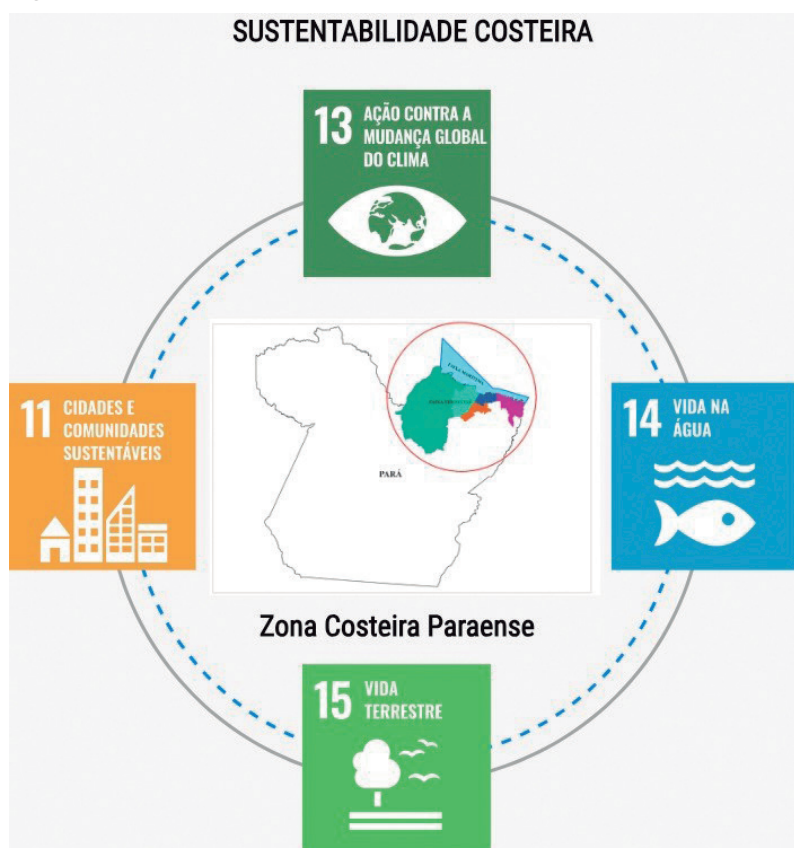 SUSTENTABILIDADE COSTEIRA
13 AÇÃO CONTRA A
MUDANÇA GLOBAL
DO CLIMA
11 CIDADES E
COMUNIDADES
SUSTENTÁVEIS
PARÁ
14 VIDA NA
ÁGUA
Zona Costeira Paraense
15 VIDA
TERRESTRE